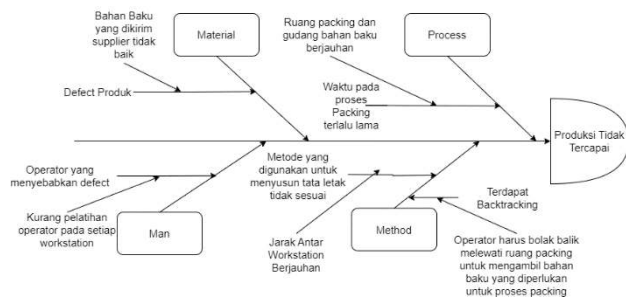 Bahan Baku
yang dikirim
supplier tidak
baik
Material
Defect Produk
Ruang packing dan
gudang bahan baku
berjauhan
Process
Waktu pada
proses
Packing
terlalu lama
Produksi Tidak
Tercapai
Operator yang
menyebabkan defect
Kurang pelatihan
operator pada setiap
workstation
Man
Metode yang
digunakan untuk
menyusun tata letak
tidak sesuai
Jarak Antar
Workstation
Berjauhan
Method
Terdapat
Backtracking
Operator harus bolak balik
melewati ruang packing
untuk mengambil bahan
baku yang diperlukan
untuk proses packing